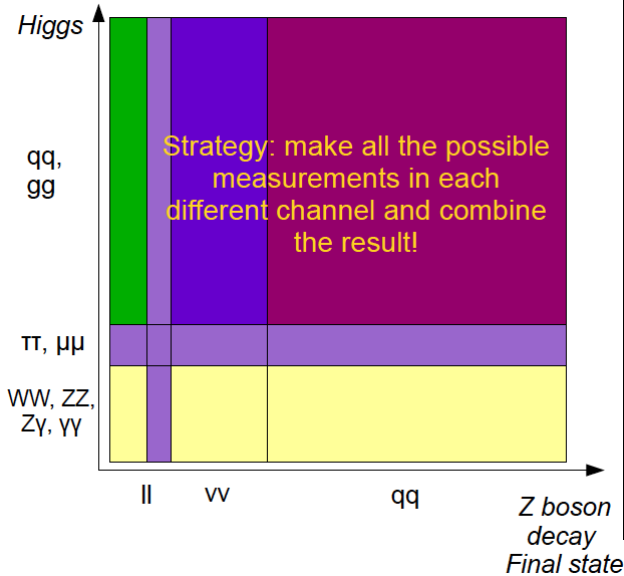 Higgs
qq,
gg
Strategy: make all the possible
measurements in each
different channel and combine
the result!
ττ, μμ
WW, ZZ,
Zγ, γγ
ll
νν
qq
Z boson
decay
Final state